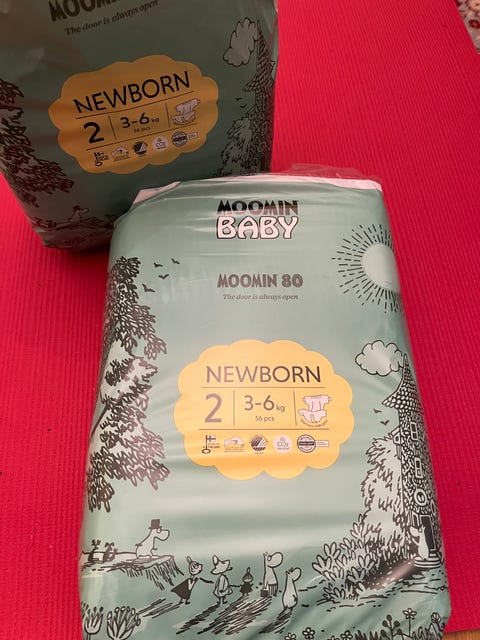 MOOMIN
The door is always open
NEWBORN
2
3-6 kg
56 pcs
MOOMIN
BABY
MOOMIN 80
The door is always open
NEWBORN
2
3-6 kg
56 pcs
CO2